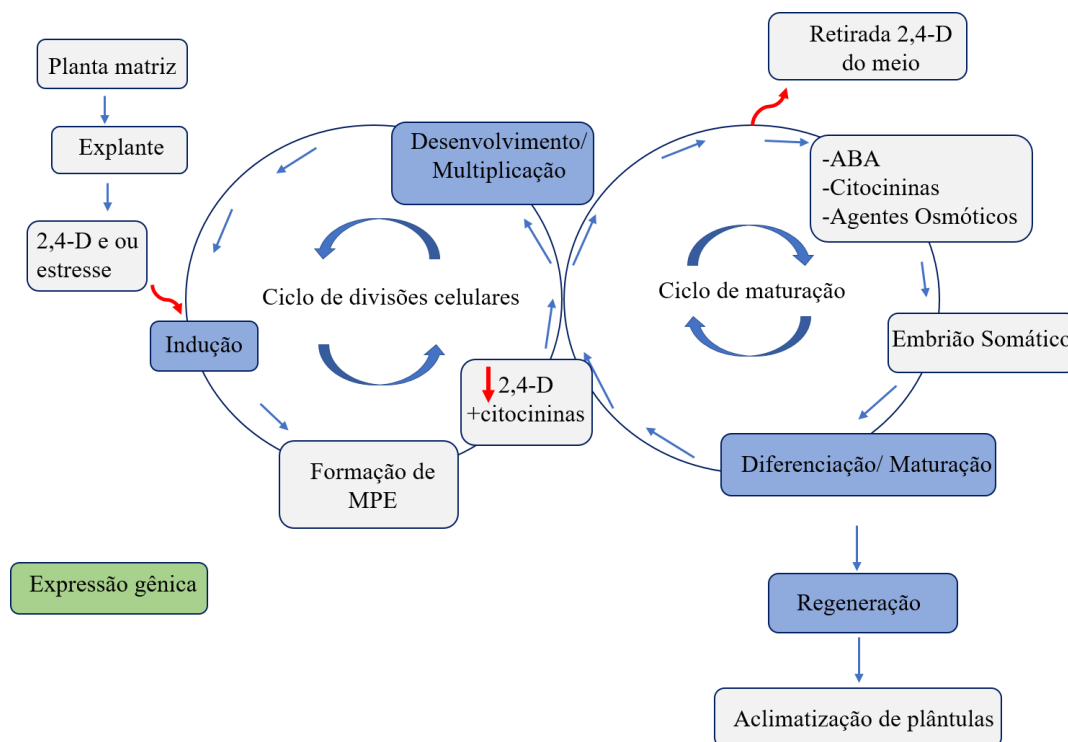 Planta matriz
Explante
2,4-D e ou
estresse
Indução
Formação de
MPE
2,4-D
+citocininas
Desenvolvimento/
Multiplicação
Ciclo de divisões celulares
Retirada 2,4-D
do meio
-ABA
-Citocininas
-Agentes Osmóticos
Ciclo de maturação
Embrião Somático
Diferenciação/ Maturação
Regeneração
Aclimatização de plântulas
Expressão gênica